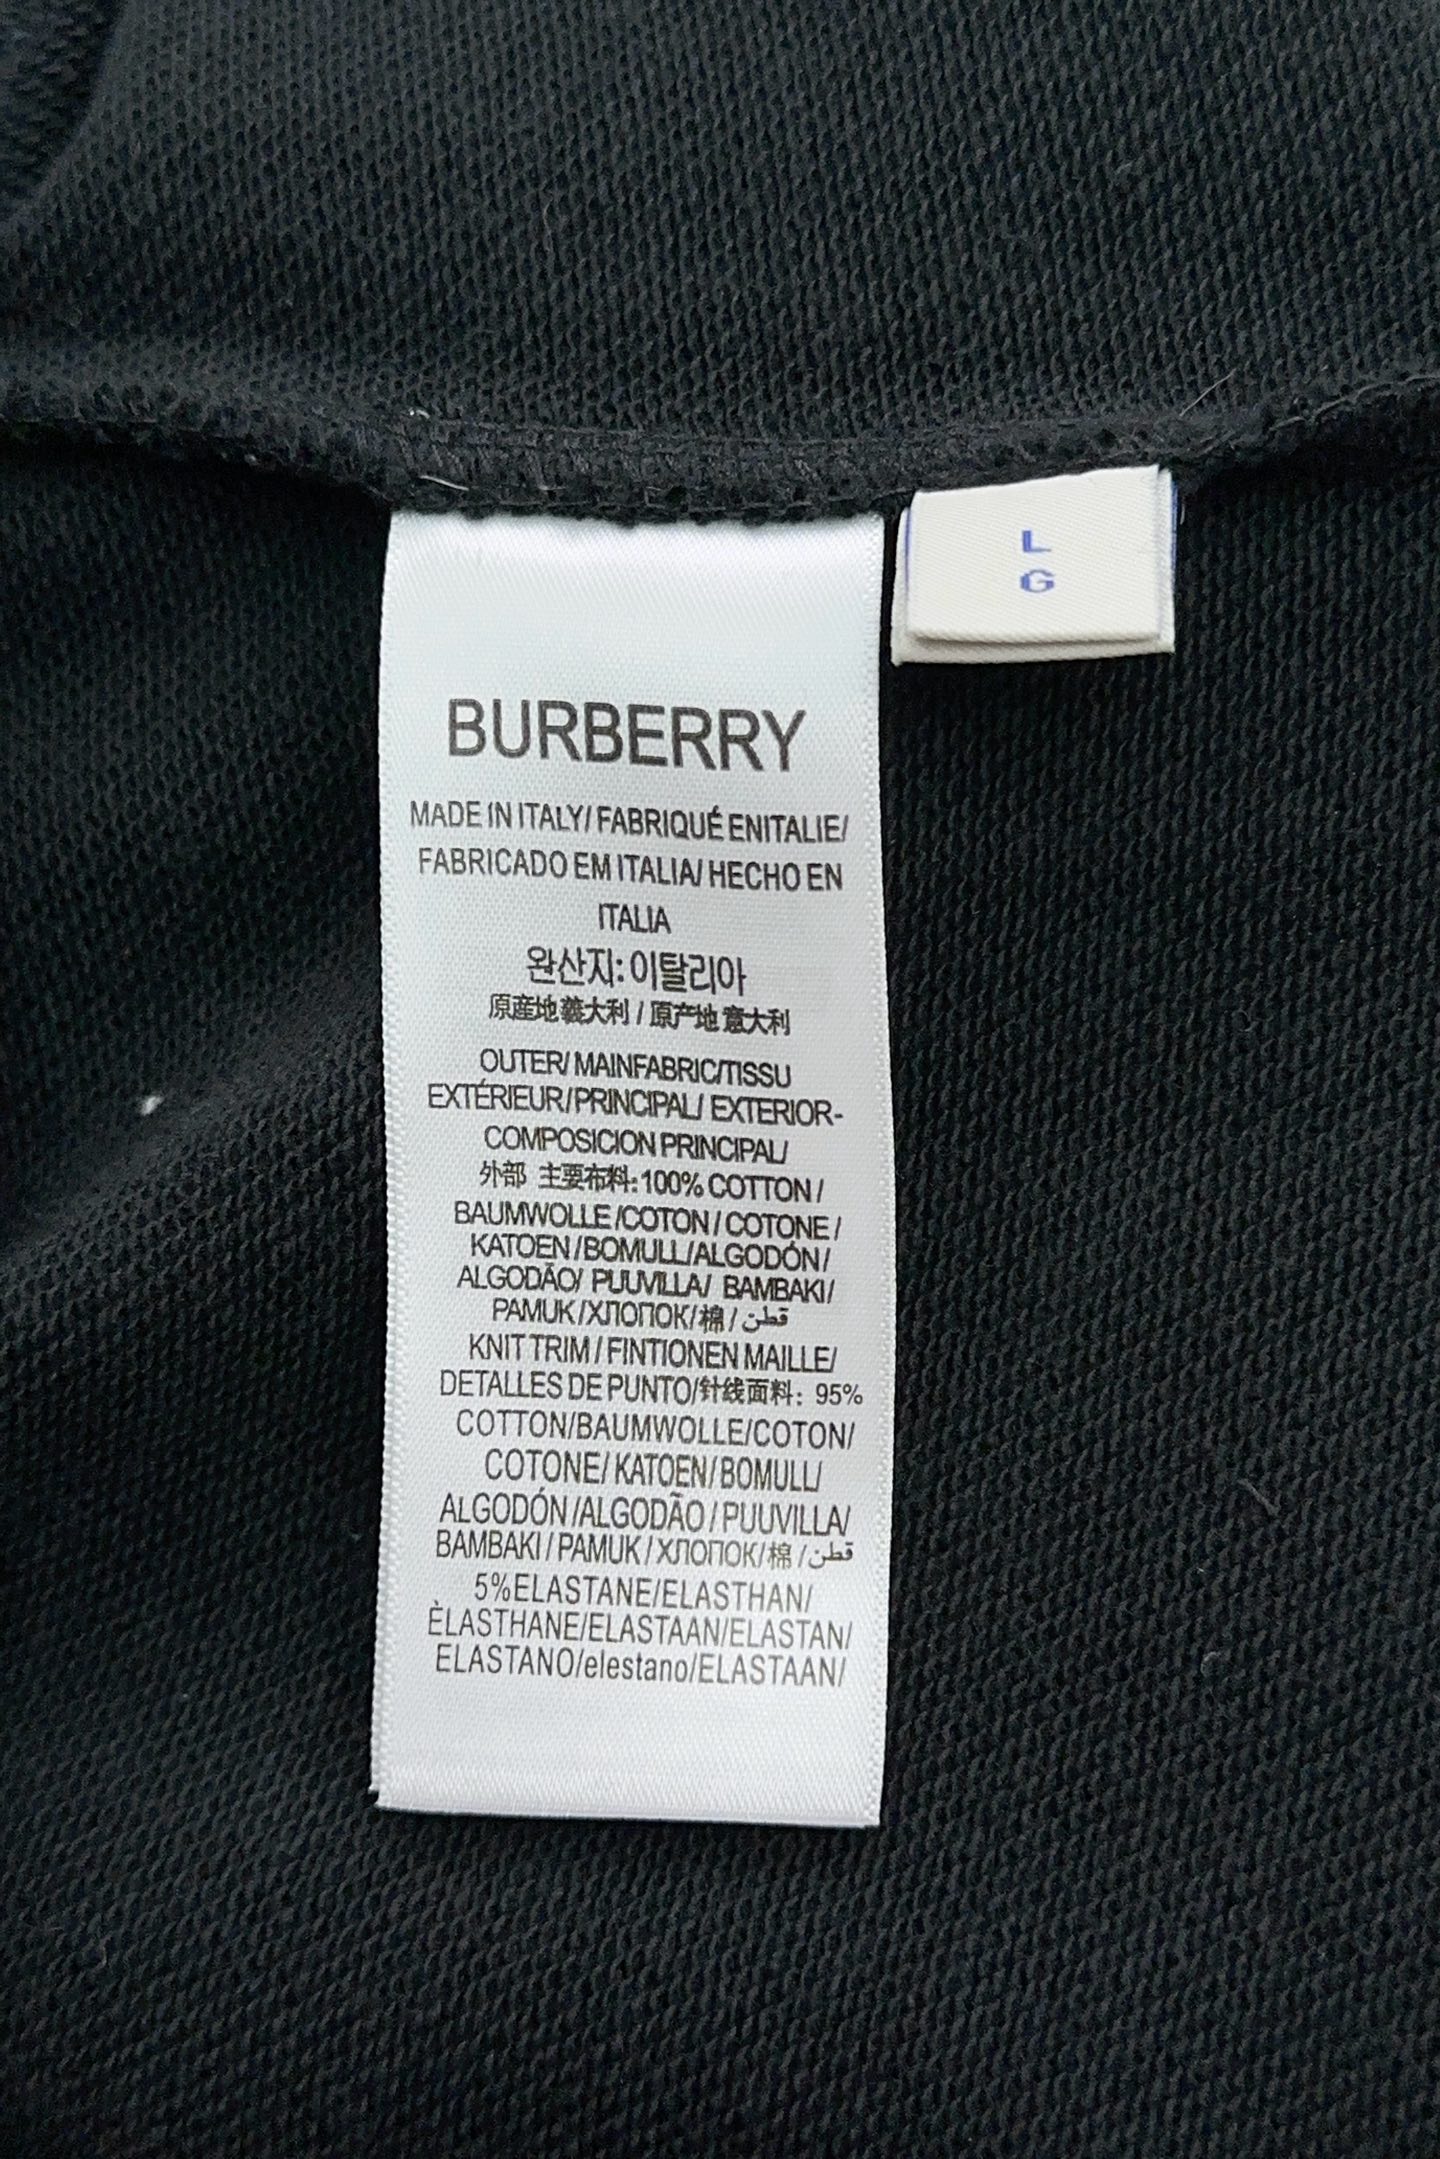 L
G
BURBERRY
MADE IN ITALY/ FABRIQUÉ ENITALIE/
FABRICADO EM ITALIA/ HECHO EN
ITALIA
완산지: 이탈리아
原産地義大利 / 原产地意大利
OUTER/ MAINFABRIC/TISSU
EXTÉRIEUR/PRINCIPAL/ EXTERIOR-
COMPOSICION PRINCIPAL/
外部 主要布料: 100% COTTON /
BAUMWOLLE /COTON / COTONE /
KATOEN /BOMULL/ALGODÓN/
ALGODÃO/ PUUVILLA/ BAMBAKI/
PAMUK /ХЛОПОК/棉 / قطن
KNIT TRIM / FINTIONEN MAILLE/
DETALLES DE PUNTO/针线面料: 95%
COTTON/BAUMWOLLE/COTON/
COTONE/ KATOEN/ BOMULL/
ALGODÓN /ALGODÃO / PUUVILLA/
BAMBAKI / PAMUK / ХЛОПОК/棉 / قطن
5%ELASTANE/ELASTHAN/
ÈLASTHANE/ELASTAAN/ELASTAN/
ELASTANO/elestano/ELASTAAN/